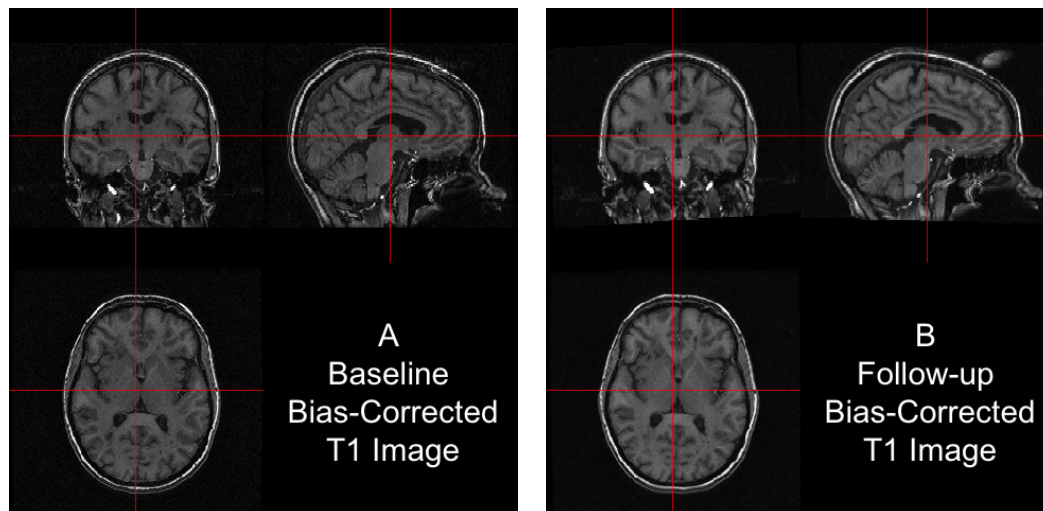 A
Baseline
Bias-Corrected
T1 Image
B
Follow-up
Bias-Corrected
T1 Image